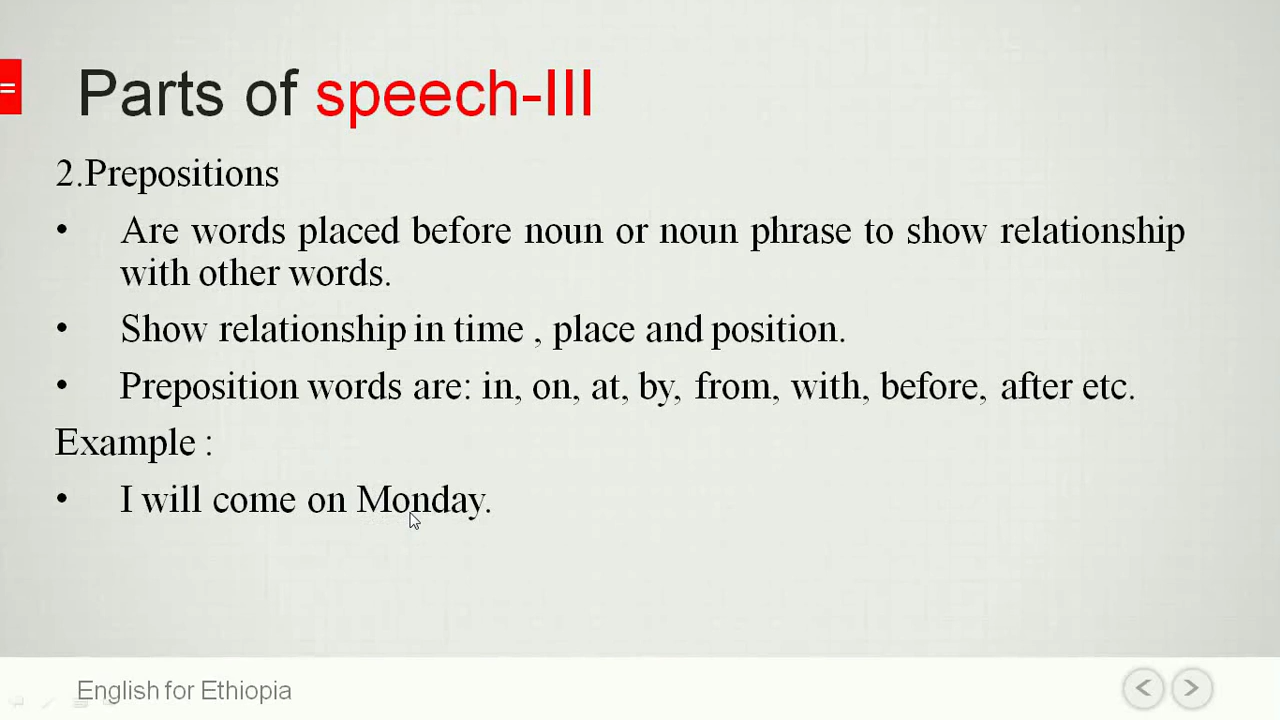 =
Parts of speech-III
2.Prepositions
• Are words placed before noun or noun phrase to show relationship
with other words.
• Show relationship in time , place and position.
• Preposition words are: in, on, at, by, from, with, before, after etc.
Example :
• I will come on Monday.
English for Ethiopia
< >